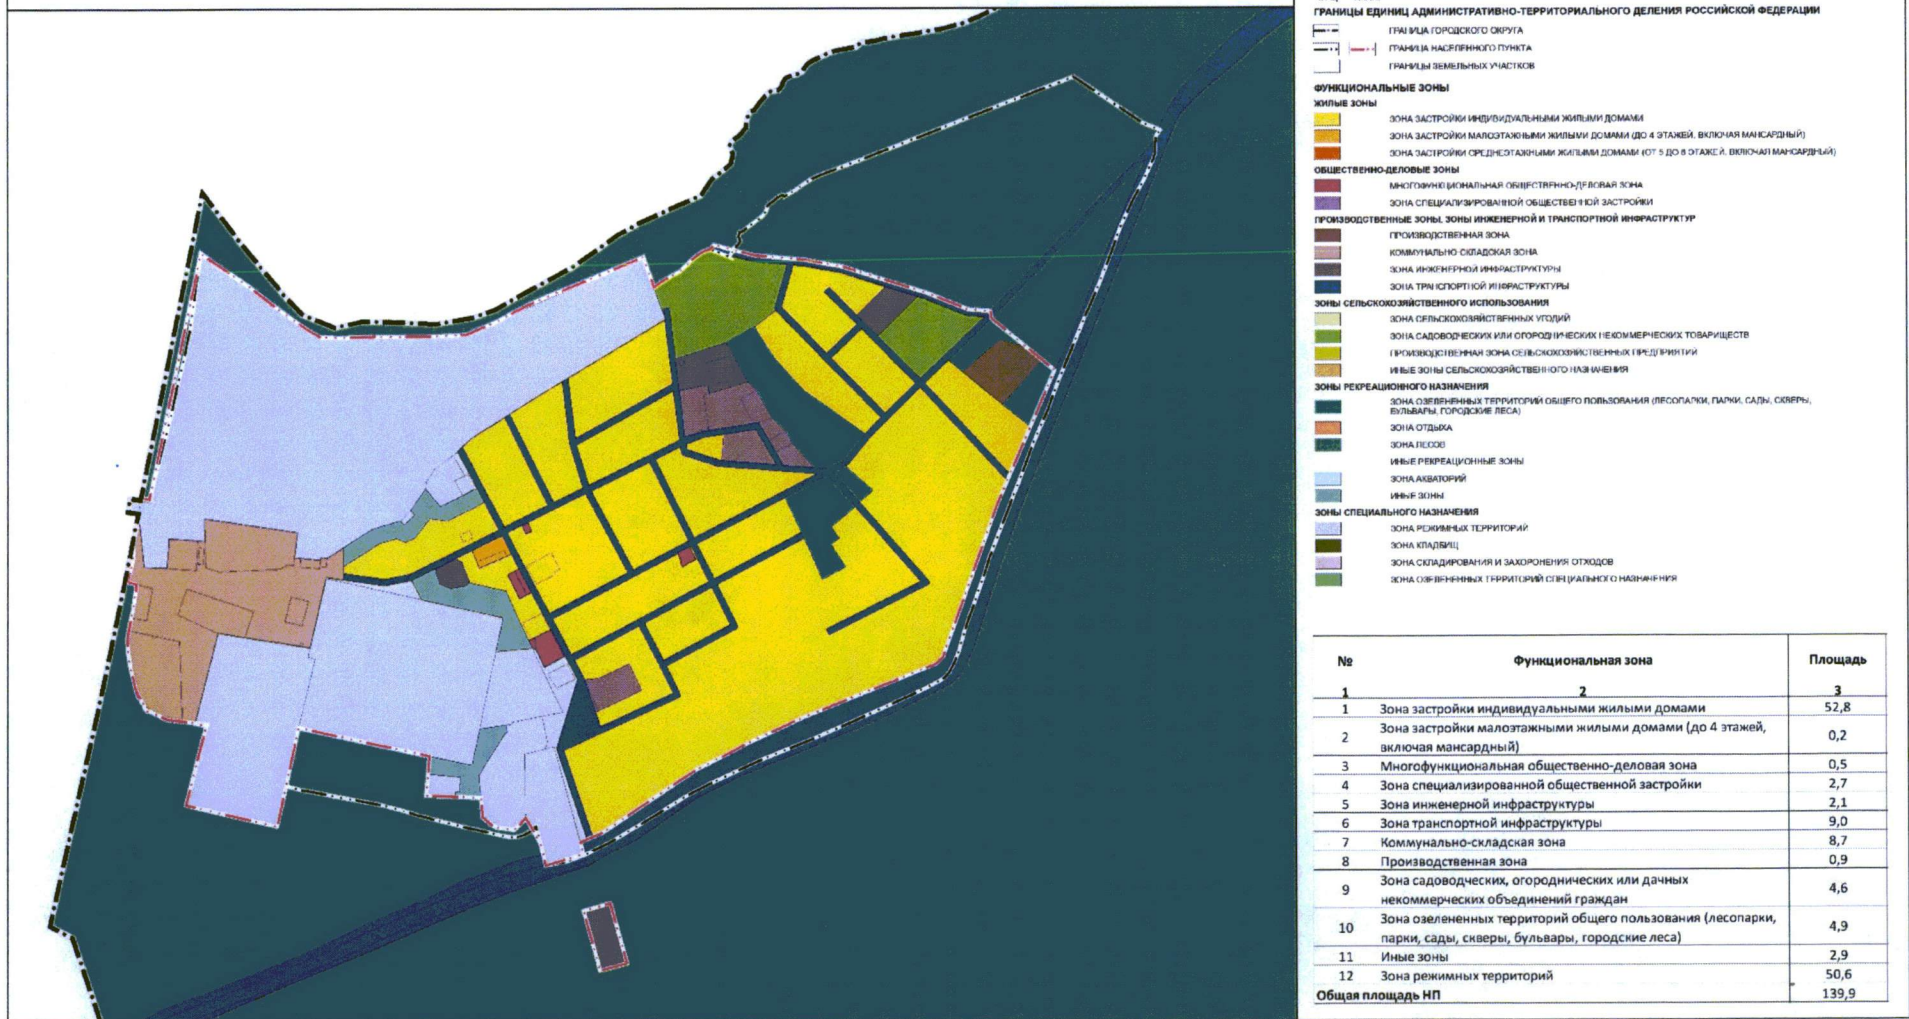 ГРАНИЦЫ ЕДИНИЦ АДМИНИСТРАТИВНО-ТЕРРИТОРИАЛЬНОГО ДЕЛЕНИЯ РОССИЙСКОЙ ФЕДЕРАЦИИ
ГРАНИЦА ГОРОДСКОГО ОКРУГА
ГРАНИЦА НАСЕЛЕННОГО ПУНКТА
ГРАНИЦЫ ЗЕМЕЛЬНЫХ УЧАСТКОВ
ФУНКЦИОНАЛЬНЫЕ ЗОНЫ
ЖИЛЫЕ ЗОНЫ
ЗОНА ЗАСТРОЙКИ ИНДИВИДУАЛЬНЫМИ ЖИЛЫМИ ДОМАМИ
ЗОНА ЗАСТРОЙКИ МАЛОЭТАЖНЫМИ ЖИЛЫМИ ДОМАМИ (ДО 4 ЭТАЖЕЙ, ВКЛЮЧАЯ МАНСАРДНЫЙ)
ЗОНА ЗАСТРОЙКИ СРЕДНЕЭТАЖНЫМИ ЖИЛЫМИ ДОМАМИ (ОТ 5 ДО 8 ЭТАЖЕЙ, ВКЛЮЧАЯ МАНСАРДНЫЙ)
ОБЩЕСТВЕННО-ДЕЛОВЫЕ ЗОНЫ
МНОГОФУНКЦИОНАЛЬНАЯ ОБЩЕСТВЕННО-ДЕЛОВАЯ ЗОНА
ЗОНА СПЕЦИАЛИЗИРОВАННОЙ ОБЩЕСТВЕННОЙ ЗАСТРОЙКИ
ПРОИЗВОДСТВЕННЫЕ ЗОНЫ, ЗОНЫ ИНЖЕНЕРНОЙ И ТРАНСПОРТНОЙ ИНФРАСТРУКТУР
ПРОИЗВОДСТВЕННАЯ ЗОНА
КОММУНАЛЬНО-СКЛАДСКАЯ ЗОНА
ЗОНА ИНЖЕНЕРНОЙ ИНФРАСТРУКТУРЫ
ЗОНА ТРАНСПОРТНОЙ ИНФРАСТРУКТУРЫ
ЗОНЫ СЕЛЬСКОХОЗЯЙСТВЕННОГО ИСПОЛЬЗОВАНИЯ
ЗОНА СЕЛЬСКОХОЗЯЙСТВЕННЫХ УГОДИЙ
ЗОНА САДОВОДЧЕСКИХ ИЛИ ОГОРОДНИЧЕСКИХ НЕКОММЕРЧЕСКИХ ТОВАРИЩЕСТВ
ПРОИЗВОДСТВЕННАЯ ЗОНА СЕЛЬСКОХОЗЯЙСТВЕННЫХ ПРЕДПРИЯТИЙ
ИНЫЕ ЗОНЫ СЕЛЬСКОХОЗЯЙСТВЕННОГО НАЗНАЧЕНИЯ
ЗОНЫ РЕКРЕАЦИОННОГО НАЗНАЧЕНИЯ
ЗОНА ОЗЕЛЕНЕННЫХ ТЕРРИТОРИЙ ОБЩЕГО ПОЛЬЗОВАНИЯ (ЛЕСОПАРКИ, ПАРКИ, САДЫ, СКВЕРЫ,
БУЛЬВАРЫ, ГОРОДСКИЕ ЛЕСА)
ЗОНА ОТДЫХА
ЗОНА ЛЕСОВ
ИНЫЕ РЕКРЕАЦИОННЫЕ ЗОНЫ
ЗОНА АКВАТОРИЙ
ИНЫЕ ЗОНЫ
ЗОНЫ СПЕЦИАЛЬНОГО НАЗНАЧЕНИЯ
ЗОНА РЕЖИМНЫХ ТЕРРИТОРИЙ
ЗОНА КЛАДБИЩ
ЗОНА СКЛАДИРОВАНИЯ И ЗАХОРОНЕНИЯ ОТХОДОВ
ЗОНА ОЗЕЛЕНЕННЫХ ТЕРРИТОРИЙ СПЕЦИАЛЬНОГО НАЗНАЧЕНИЯ
№ Функциональная зона Площадь
1 2 3
1 Зона застройки индивидуальными жилыми домами 52,8
2 Зона застройки малоэтажными жилыми домами (до 4 этажей,
включая мансардный) 0,2
3 Многофункциональная общественно-деловая зона 0,5
4 Зона специализированной общественной застройки 2,7
5 Зона инженерной инфраструктуры 2,1
6 Зона транспортной инфраструктуры 9,0
7 Коммунально-складская зона 8,7
8 Производственная зона 0,9
9 Зона садоводческих, огороднических или дачных
некоммерческих объединений граждан 4,6
10 Зона озелененных территорий общего пользования (лесопарки,
парки, сады, скверы, бульвары, городские леса) 4,9
11 Иные зоны 2,9
12 Зона режимных территорий 50,6
Общая площадь НП 139,9